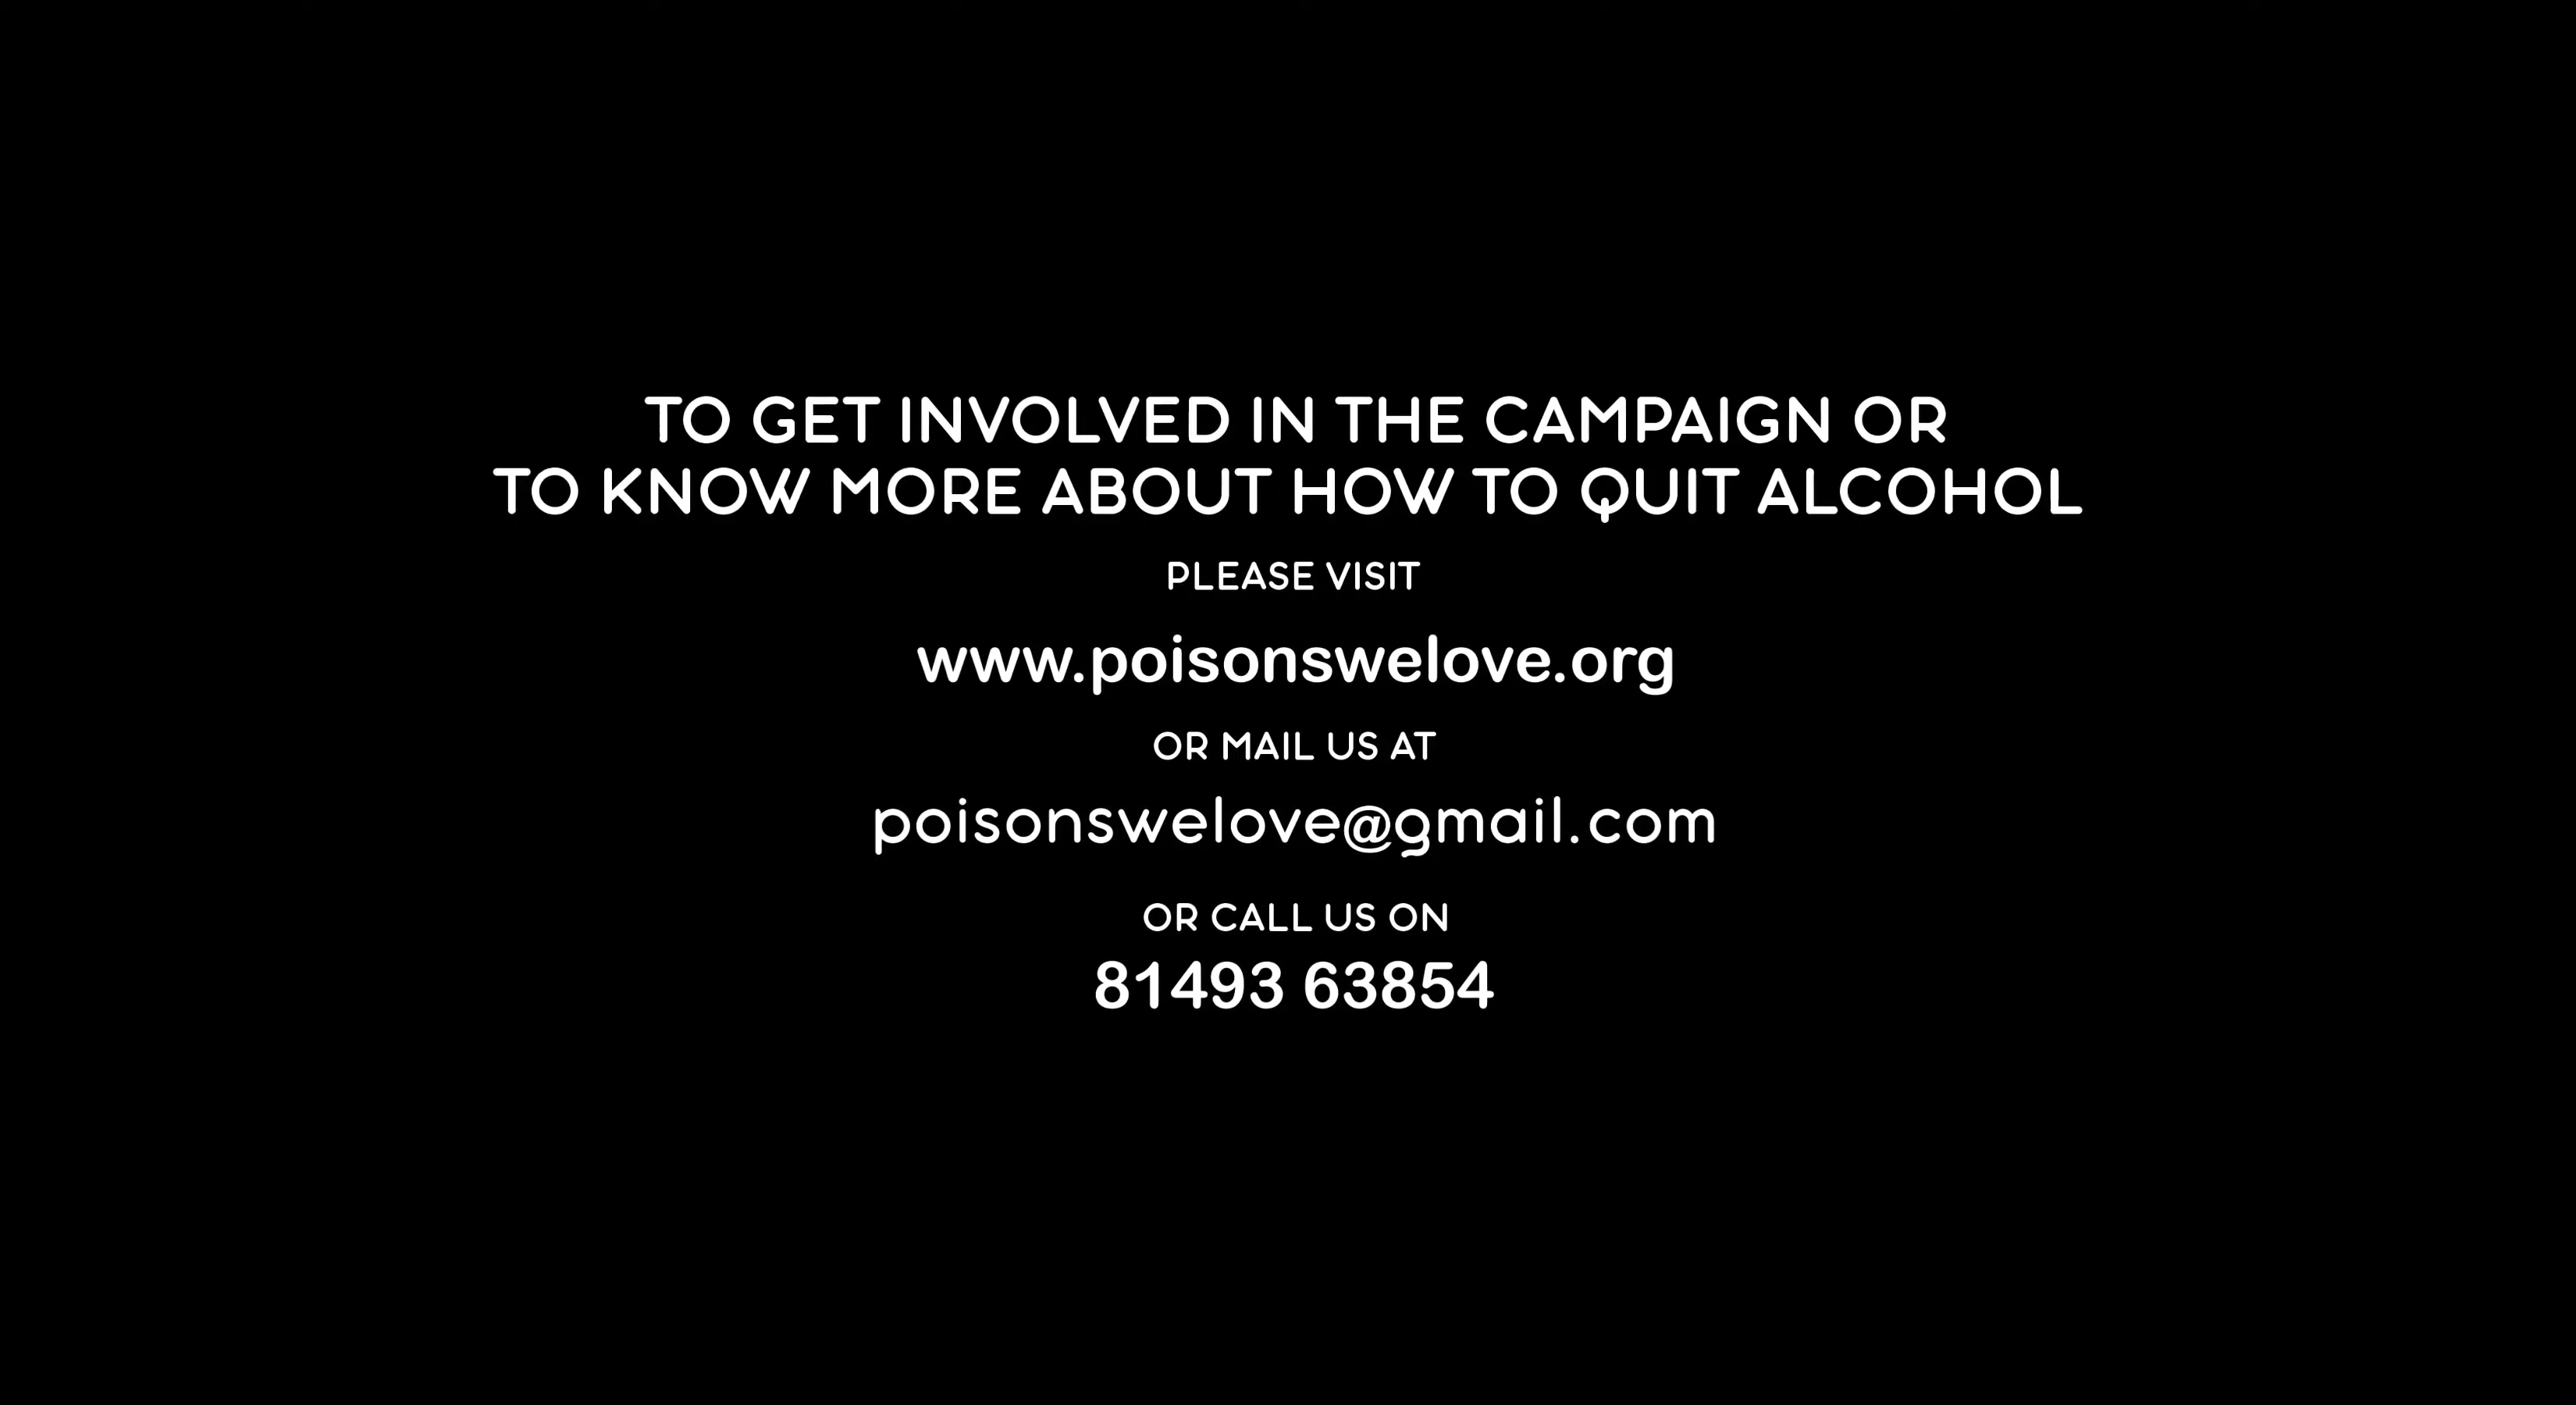 TO GET INVOLVED IN THE CAMPAIGN OR
TO KNOW MORE ABOUT HOW TO QUIT ALCOHOL
PLEASE VISIT
www.poisonswelove.org
OR MAIL US AT
poisonswelove@gmail.com
OR CALL US ON
81493 63854